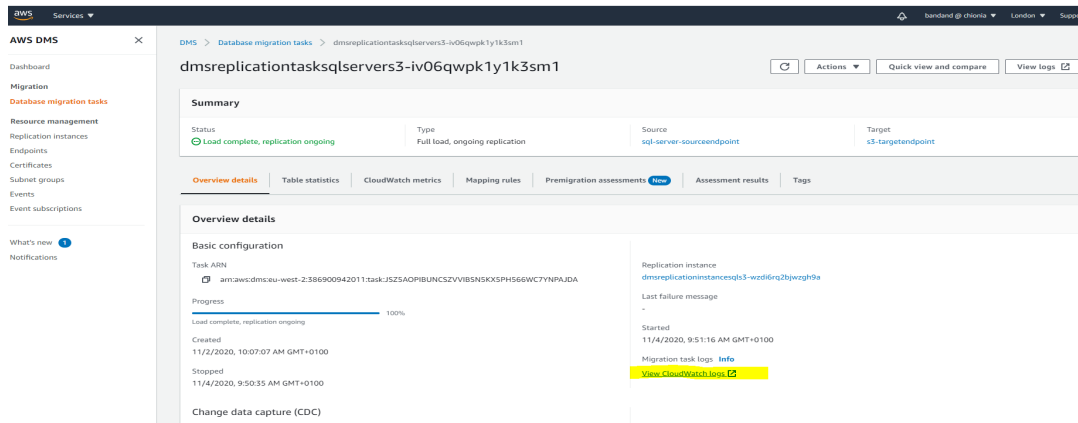 aws Services ▼ bandand @ chionia ▼ London ▼ Suppo
AWS DMS
DMS > Database migration tasks > dmsreplicationtasksqlservers3-iv06qwpk1y1k3sm1
Dashboard
Migration
Database migration tasks
Resource management
Replication instances
Endpoints
Certificates
Subnet groups
Events
Event subscriptions
What's new 1
Notifications
dmsreplicationtasksqlservers3-iv06qwpk1y1k3sm1
Actions ▼ Quick view and compare View logs
Summary
Status
Load complete, replication ongoing
Type
Full load, ongoing replication
Source
sql-server-sourceendpoint
Target
s3-targetendpoint
Overview details Table statistics CloudWatch metrics Mapping rules Premigration assessments New Assessment results Tags
Overview details
Basic configuration
Task ARN
arn:aws:dms:eu-west-2:386900942011:task:JSZ5AOPIBUNCSZVVIB5N5KX5PH566WC7YNPAJDA
Progress
100%
Load complete, replication ongoing
Created
11/2/2020, 10:07:07 AM GMT+0100
Stopped
11/4/2020, 9:50:35 AM GMT+0100
Replication instance
dmsreplicationinstancesqls3-wzdi6rq2bjwzgh9a
Last failure message
-
Started
11/4/2020, 9:51:16 AM GMT+0100
Migration task logs Info
View CloudWatch logs
Change data capture (CDC)